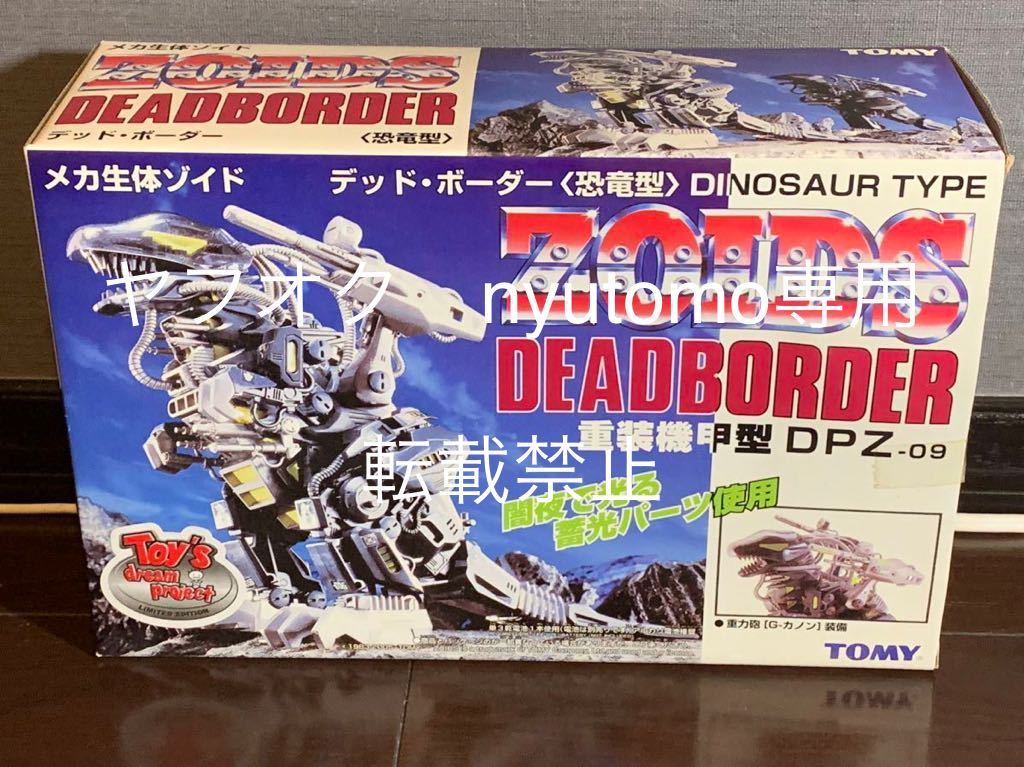 メカ生体ゾイド
TOMY
ZOIDS
DEADBORDER
デッド・ボーダー 〈恐竜型〉
メカ生体ゾイド
デッド・ボーダー〈恐竜型〉 DINOSAUR TYPE
ZOIDS
ヤフオク nyutomo専用
DEADBORDER
重装機甲型 DPZ-09
転載禁止
闇夜で光る
蓄光パーツ使用
Toy's
dream
project
LIMITED EDITION
●重力砲[G-カノン]装備
TOMY